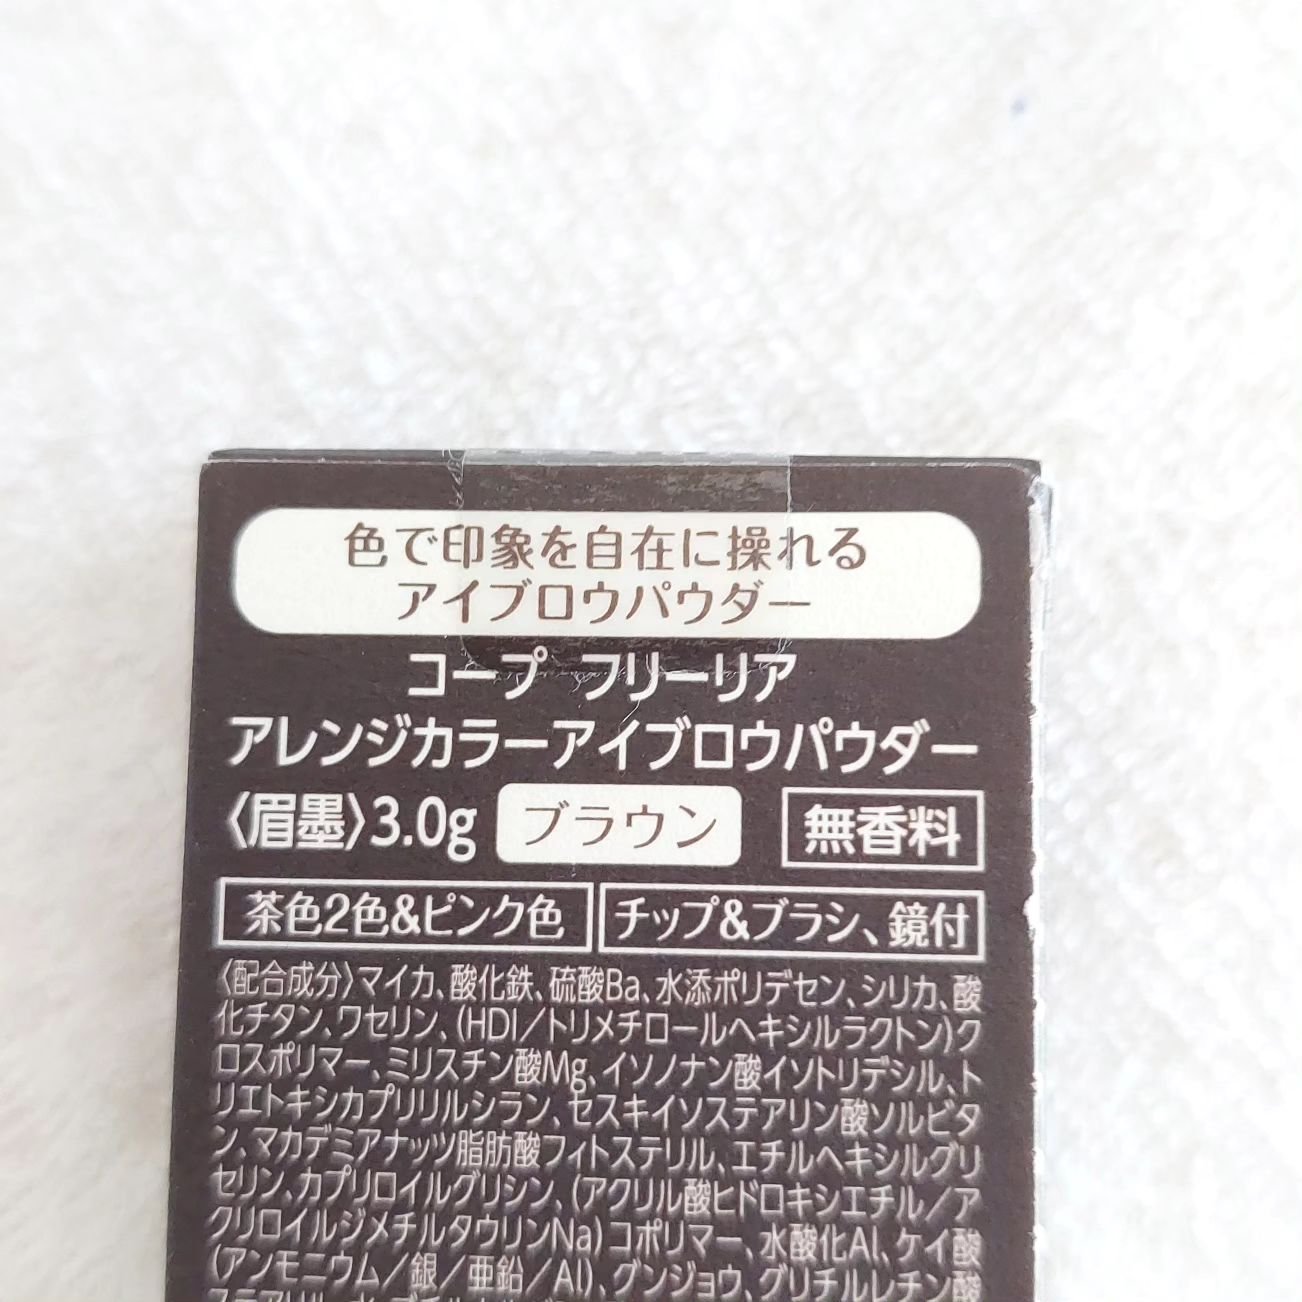 色で印象を自在に操れる
アイブロウパウダー
コープ フリーリア
アレンジカラーアイブロウパウダー
〈眉墨〉3.0g ブラウン 無香料
茶色2色&ピンク色 チップ&ブラシ、鏡付
〈配合成分〉マイカ、酸化鉄、硫酸Ba、水添ポリデセン、シリカ、酸
化チタン、ワセリン、(HDI／トリメチロールヘキシルラクトン)ク
ロスポリマー、ミリスチン酸Mg、イソノナン酸イソトリデシル、ト
リエトキシカプリリルシラン、セスキイソステアリン酸ソルビタ
ン、マカデミアナッツ脂肪酸フィトステリル、エチルヘキシルグリ
セリン、カプリロイルグリシン、(アクリル酸ヒドロキシエチル／ア
クリロイルジメチルタウリンNa)コポリマー、水酸化Al、ケイ酸
(アンモニウム／銀／亜鉛／Al)、グンジョウ、グリチルレチン酸